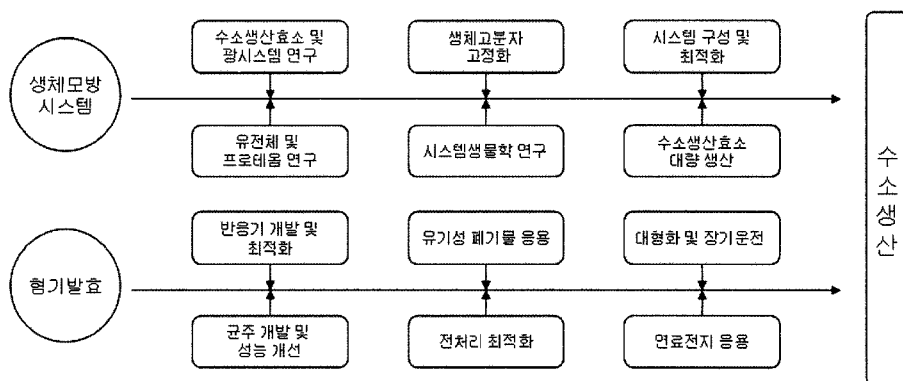 수소생산효소 및
광시스템 연구
생체고분자
고정화
시스템 구성 및
최적화
생체모방
시스템
유전체 및
프로테옴 연구
시스템생물학 연구
수소생산효소
대량 생산
반응기 개발 및
최적화
유기성 폐기물 응용
대형화 및 장기운전
혐기발효
균주 개발 및
성능 개선
전처리 최적화
연료전지 응용
수
소
생
산